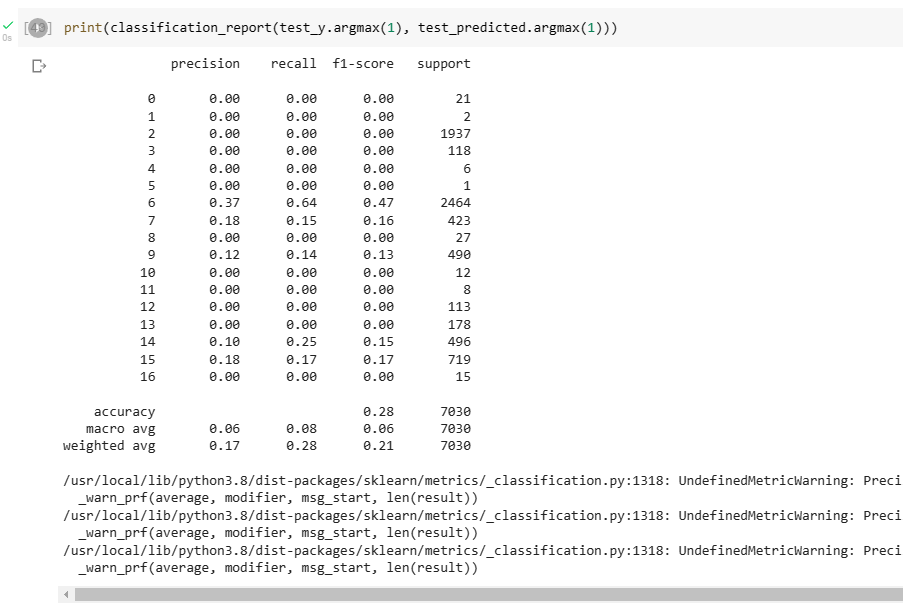 [43] print(classification_report(test_y.argmax(1), test_predicted.argmax(1)))
0s
precision recall f1-score support
0 0.00 0.00 0.00 21
1 0.00 0.00 0.00 2
2 0.00 0.00 0.00 1937
3 0.00 0.00 0.00 118
4 0.00 0.00 0.00 6
5 0.00 0.00 0.00 1
6 0.37 0.64 0.47 2464
7 0.18 0.15 0.16 423
8 0.00 0.00 0.00 27
9 0.12 0.14 0.13 490
10 0.00 0.00 0.00 12
11 0.00 0.00 0.00 8
12 0.00 0.00 0.00 113
13 0.00 0.00 0.00 178
14 0.10 0.25 0.15 496
15 0.18 0.17 0.17 719
16 0.00 0.00 0.00 15
accuracy 0.28 7030
macro avg 0.06 0.08 0.06 7030
weighted avg 0.17 0.28 0.21 7030
/usr/local/lib/python3.8/dist-packages/sklearn/metrics/_classification.py:1318: UndefinedMetricWarning: Preci
_warn_prf(average, modifier, msg_start, len(result))
/usr/local/lib/python3.8/dist-packages/sklearn/metrics/_classification.py:1318: UndefinedMetricWarning: Preci
_warn_prf(average, modifier, msg_start, len(result))
/usr/local/lib/python3.8/dist-packages/sklearn/metrics/_classification.py:1318: UndefinedMetricWarning: Preci
_warn_prf(average, modifier, msg_start, len(result))